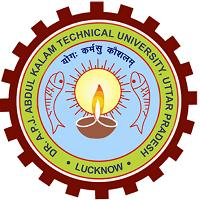 DR. A.P.J. ABDUL KALAM TECHNICAL UNIVERSITY, UTTAR PRADESH
योगः कर्मसु कौशलम्
LUCKNOW